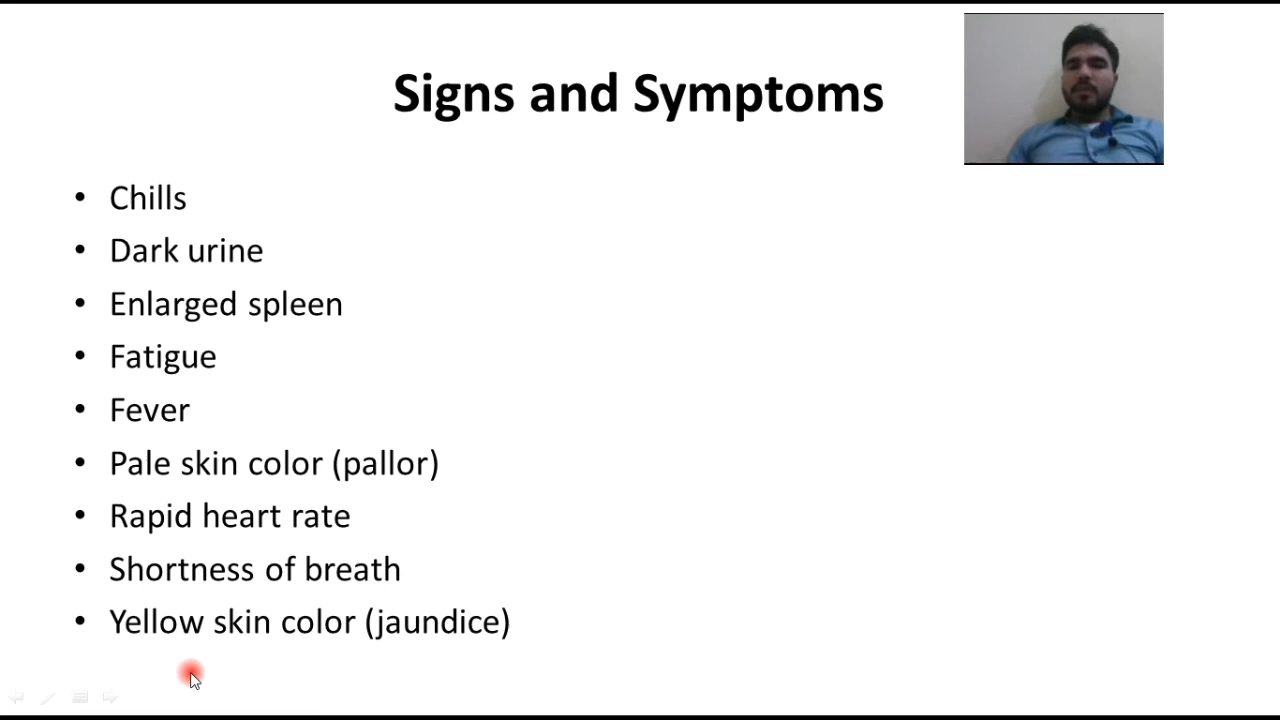 Signs and Symptoms
• Chills
• Dark urine
• Enlarged spleen
• Fatigue
• Fever
• Pale skin color (pallor)
• Rapid heart rate
• Shortness of breath
• Yellow skin color (jaundice)